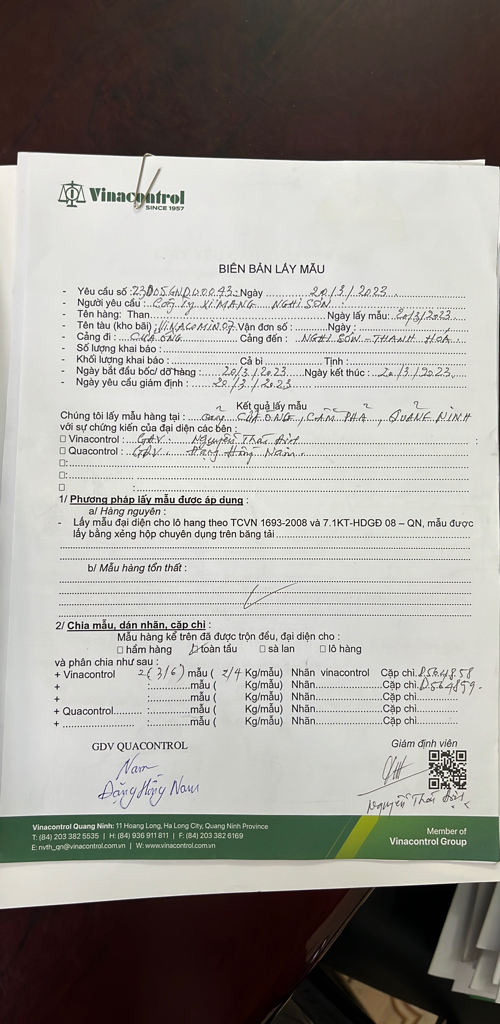 Vinacontrol
SINCE 1957
BIÊN BẢN LẤY MẪU
- Yêu cầu số : 23D05GND00043. Ngày 20/3/2023
- Người yêu cầu : Công ty XI MĂNG NGHI SƠN
- Tên hàng: Than Ngày lấy mẫu: 20/3/2023
- Tên tàu (kho bãi) : VINACOMIN.07 Vận đơn số : Ngày :
- Cảng đi : CỬA ÔNG Cảng đến : NGHI SƠN - THANH HÓA
- Số lượng khai báo :
- Khối lượng khai báo : Cả bì : Tịnh :
- Ngày bắt đầu bốc/ dỡ hàng : 20/3/2023 Ngày kết thúc : 20/3/2023
- Ngày yêu cầu giám định : 20/3/2023
Kết quả lấy mẫu
Chúng tôi lấy mẫu hàng tại : Cảng CỬA ÔNG, CẨM PHẢ, QUẢNG NINH
với sự chứng kiến của đại diện các bên :
☐ Vinacontrol : GĐV. Nguyễn Thái
☐ Quacontrol : GĐV. Đặng Hồng Nam
☐ :
☐ :
☐ :
1/ Phương pháp lấy mẫu được áp dụng :
a/ Hàng nguyên :
- Lấy mẫu đại diện cho lô hang theo TCVN 1693-2008 và 7.1KT-HDGĐ 08 – QN, mẫu được
lấy bằng xẻng hộp chuyên dụng trên băng tải
b/ Mẫu hàng tổn thất :
2/ Chia mẫu, dán nhãn, cặp chì :
Mẫu hàng kể trên đã được trộn đều, đại diện cho :
☐ hầm hàng ☑ toàn tầu ☐ sà lan ☐ lô hàng
và phân chia như sau :
+ Vinacontrol 2(3/6) mẫu ( 2/4 Kg/mẫu) Nhãn vinacontrol Cặp chì. D564858
+ : mẫu ( Kg/mẫu) Nhãn Cặp chì. D564859.
+ : mẫu ( Kg/mẫu) Nhãn Cặp chì
+ Quacontrol : mẫu ( Kg/mẫu) Nhãn Cặp chì
+ : mẫu ( Kg/mẫu) Nhãn Cặp chì
GDV QUACONTROL Giám định viên
Nam
Đặng Hồng Nam
Nguyễn Thái
Vinacontrol Quang Ninh: 11 Hoang Long, Ha Long City, Quang Ninh Province
T: (84) 203 382 5535 | H: (84) 936 911 811 | F: (84) 203 382 6169
E: nvth_qn@vinacontrol.com.vn | W: www.vinacontrol.com.vn
Member of
Vinacontrol Group